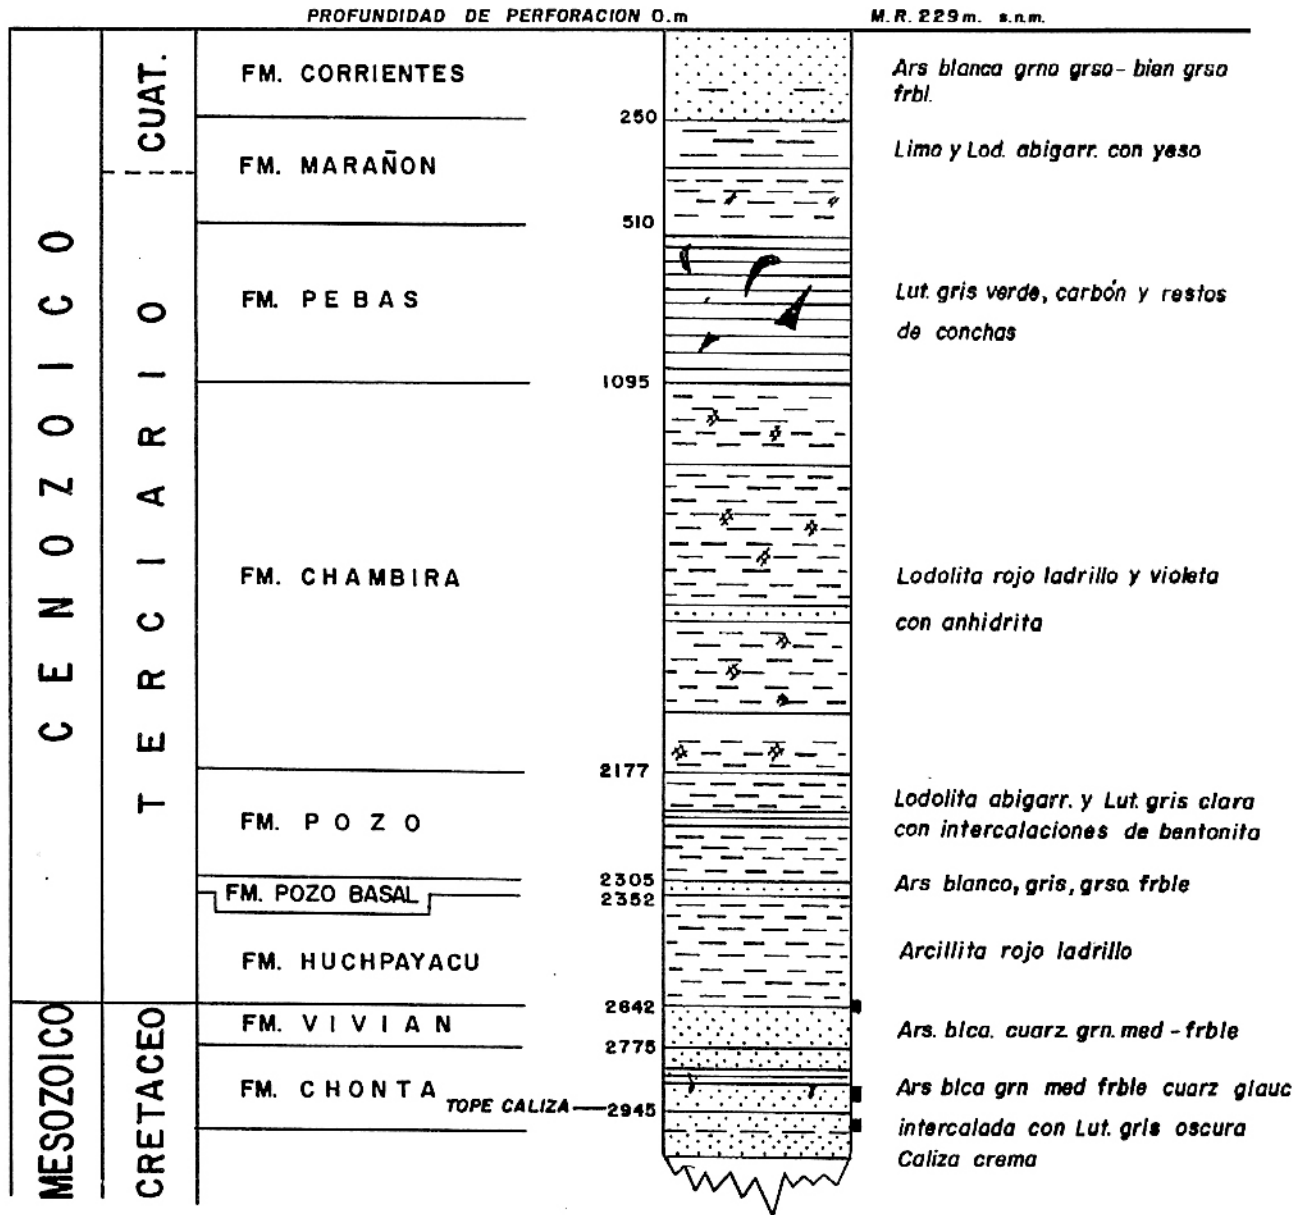 PROFUNDIDAD DE PERFORACION 0.m
M.R. 229 m. s.n.m.
CENOZOICO
MESOZOICO
CUAT.
TERCIARIO
CRETACEO
FM. CORRIENTES
250
Ars blanca grno grso - bien grso
frbl.
FM. MARAÑON
Limo y Lod. abigarr. con yeso
510
FM. PEBAS
Lut. gris verde, carbón y restos
de conchas
1095
FM. CHAMBIRA
Lodolita rojo ladrillo y violeta
con anhidrita
2177
FM. POZO
Lodolita abigarr. y Lut. gris clara
con intercalaciones de bentonita
2305
FM. POZO BASAL
2352
Ars blanco, gris, grso. frble
FM. HUCHPAYACU
Arcillita rojo ladrillo
2642
FM. VIVIAN
Ars. blca. cuarz. grn. med - frble
2775
FM. CHONTA
TOPE CALIZA
2945
Ars blca grn med frble cuarz glauc
intercalada con Lut. gris oscura
Caliza crema